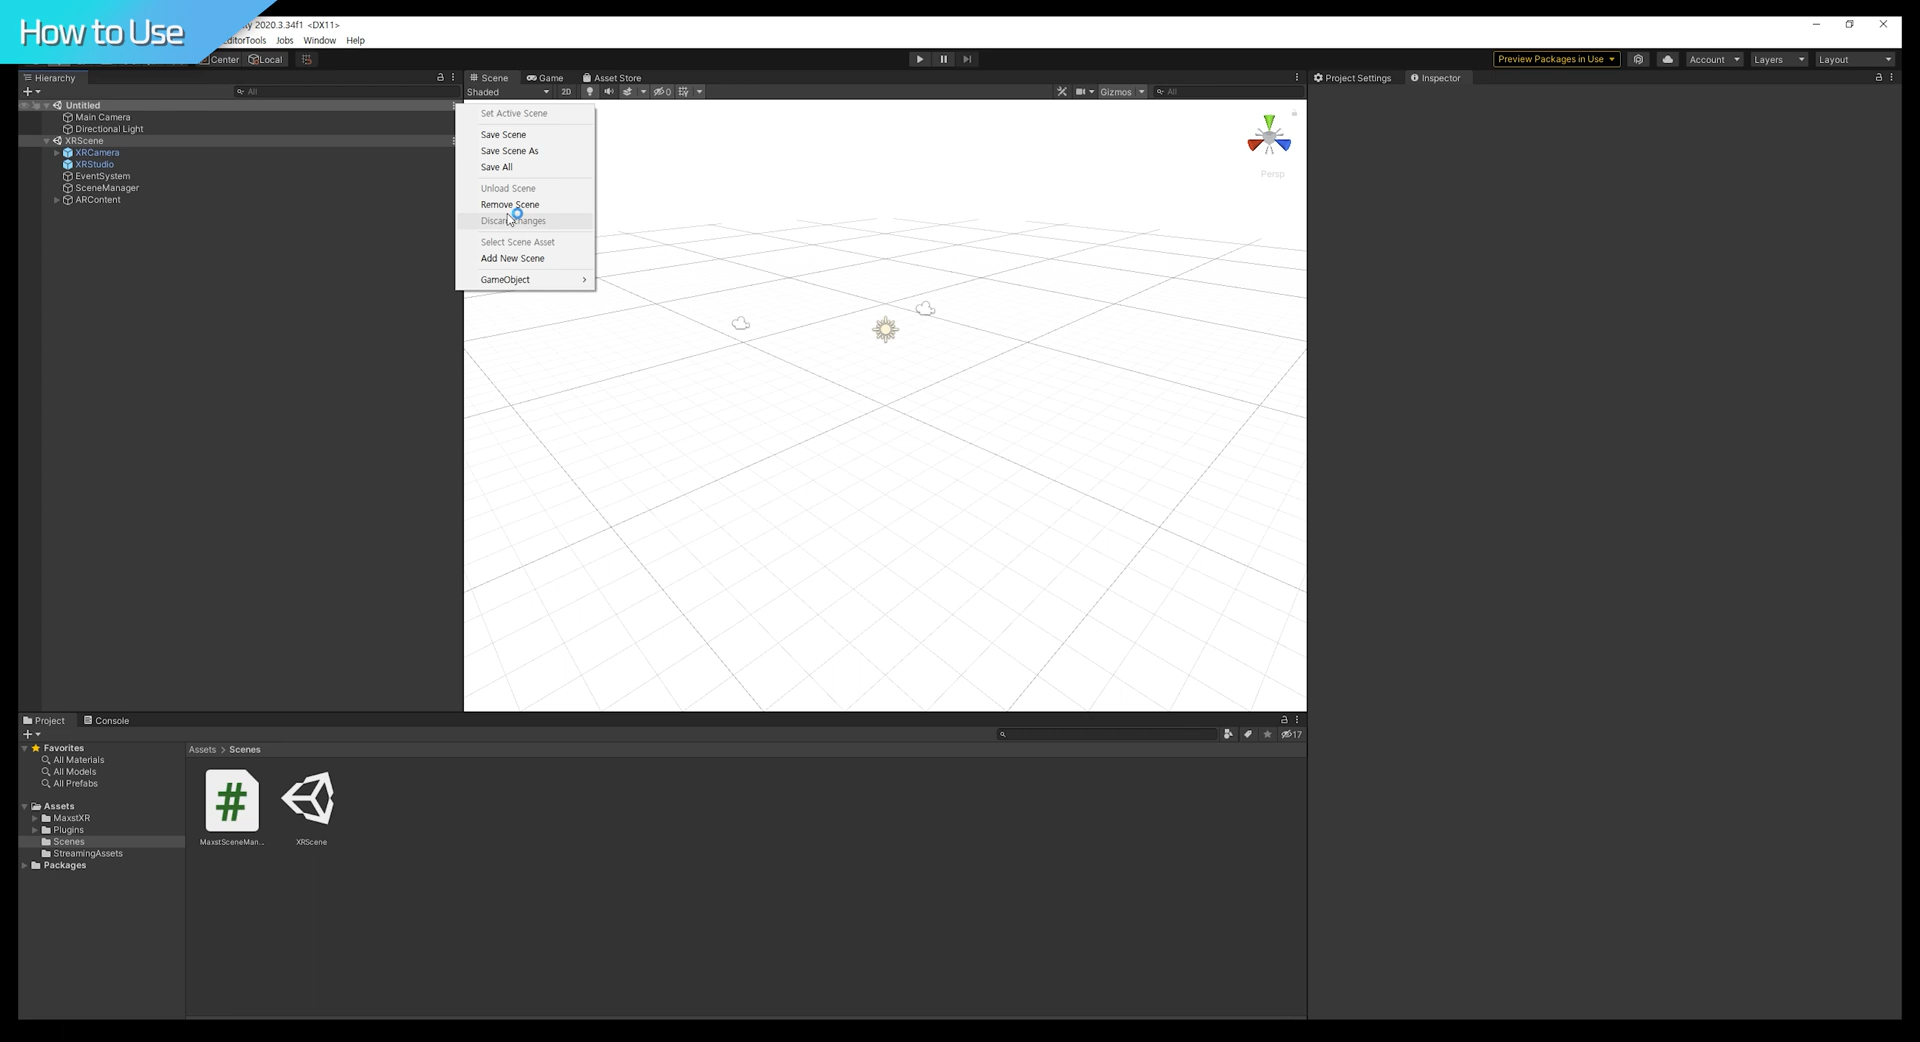 How to Use
ty 2020.3.34f1 <DX11>
ditorTools Jobs Window Help
Center Local
Preview Packages in Use Account Layers Layout
Hierarchy
All
Untitled
Main Camera
Directional Light
XRScene
XRCamera
XRStudio
EventSystem
SceneManager
ARContent
Scene Game Asset Store
Shaded 2D 0 Gizmos All
Set Active Scene
Save Scene
Save Scene As
Save All
Unload Scene
Remove Scene
Discard Changes
Select Scene Asset
Add New Scene
GameObject
Persp
Project Settings Inspector
Project Console
17
Favorites
All Materials
All Models
All Prefabs
Assets
MaxstXR
Plugins
Scenes
StreamingAssets
Packages
Assets > Scenes
#
MaxstSceneMan...
XRScene